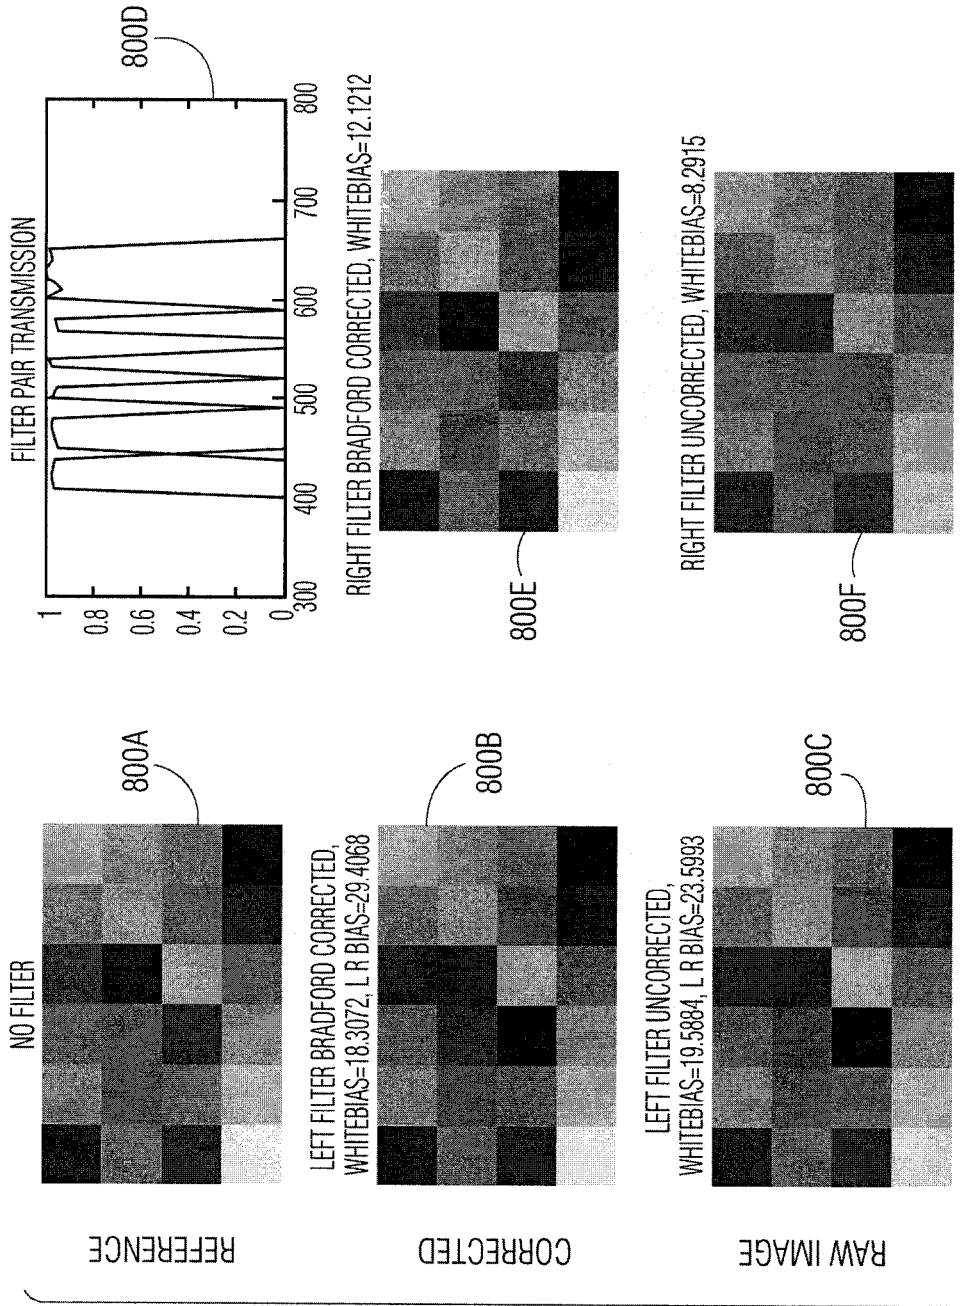 NO FILTER
REFERENCE
800A
FILTER PAIR TRANSMISSION
1
0.8
0.6
0.4
0.2
0
300
400
500
600
700
800
800D
LEFT FILTER BRADFORD CORRECTED,
WHITEBIAS=18.3072, L R BIAS=29.4068
CORRECTED
800B
RIGHT FILTER BRADFORD CORRECTED, WHITEBIAS=12.1212
800E
LEFT FILTER UNCORRECTED,
WHITEBIAS=19.5884, L R BIAS=23.5993
RAW IMAGE
800C
RIGHT FILTER UNCORRECTED, WHITEBIAS=8.2915
800F